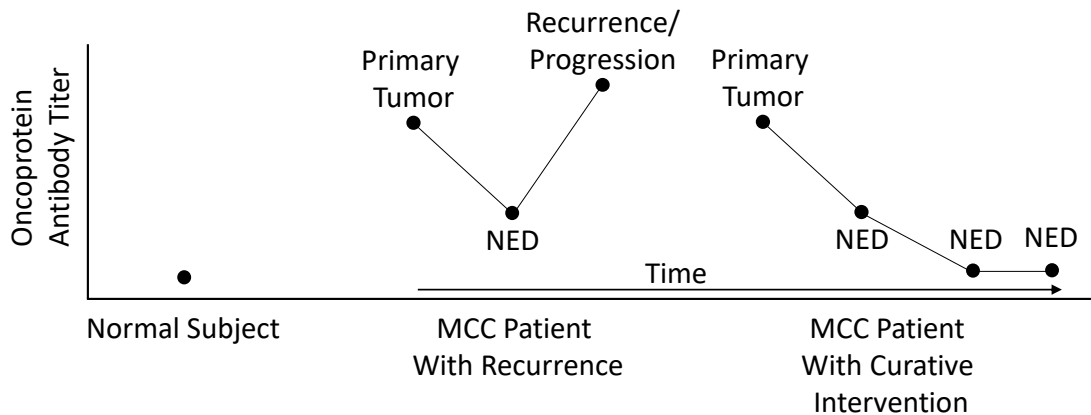 Oncoprotein
Antibody Titer
Primary
Tumor
NED
Recurrence/
Progression
Primary
Tumor
NED
NED
NED
Time
Normal Subject
MCC Patient
With Recurrence
MCC Patient
With Curative
Intervention